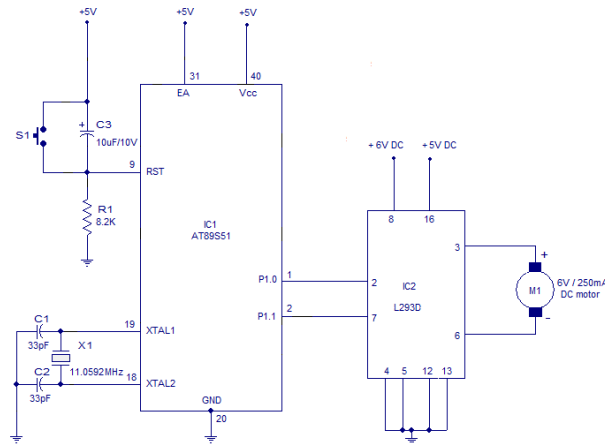 +5V
+5V
+5V
31
40
EA
Vcc
S1
+
C3
10uF/10V
9
RST
R1
8.2K
IC1
AT89S51
+ 6V DC
+ 5V DC
8
16
3
P1.0
1
2
IC2
L293D
+
M1
6V / 250mA
DC motor
-
P1.1
2
7
6
C1
33pF
19
XTAL1
X1
11.0592MHz
C2
33pF
18
XTAL2
4
5
12
13
GND
20